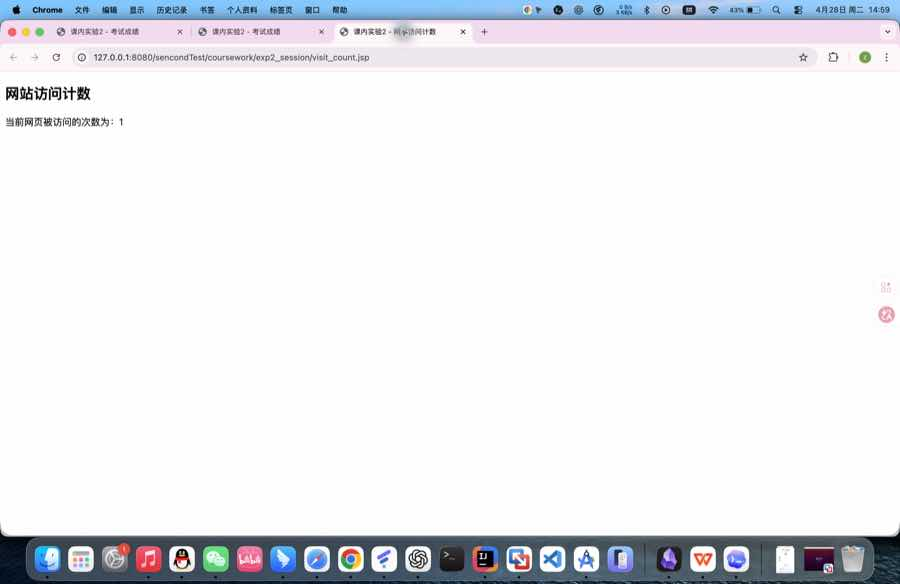 Chrome 文件 编辑 显示 历史记录 书签 个人资料 标签页 窗口 帮助 43% 4月28日 周二 14:59
课内实验2 - 考试成绩 课内实验2 - 考试成绩 课内实验2 - 网站访问计数
127.0.0.1:8080/sencondTest/coursework/exp2_session/visit_count.jsp
网站访问计数
当前网页被访问的次数为：1